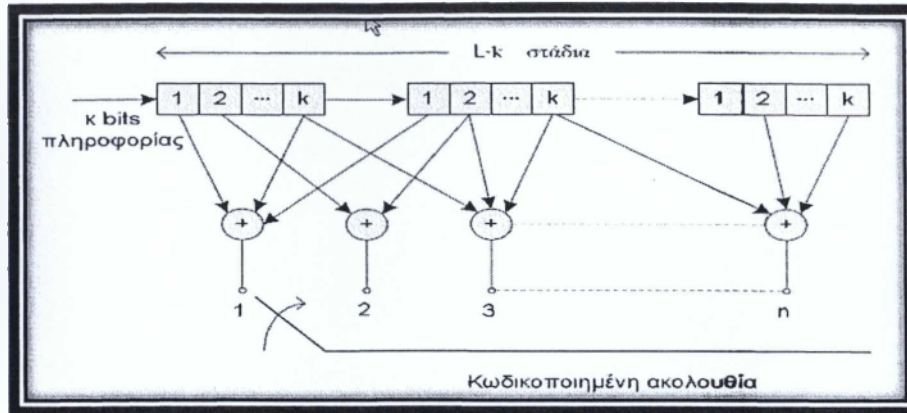 L-k στάδια
1 2 ... k 1 2 ... k 1 2 ... k
κ bits
πληροφορίας
+ + + +
1 2 3 n
Κωδικοποιημένη ακολουθία